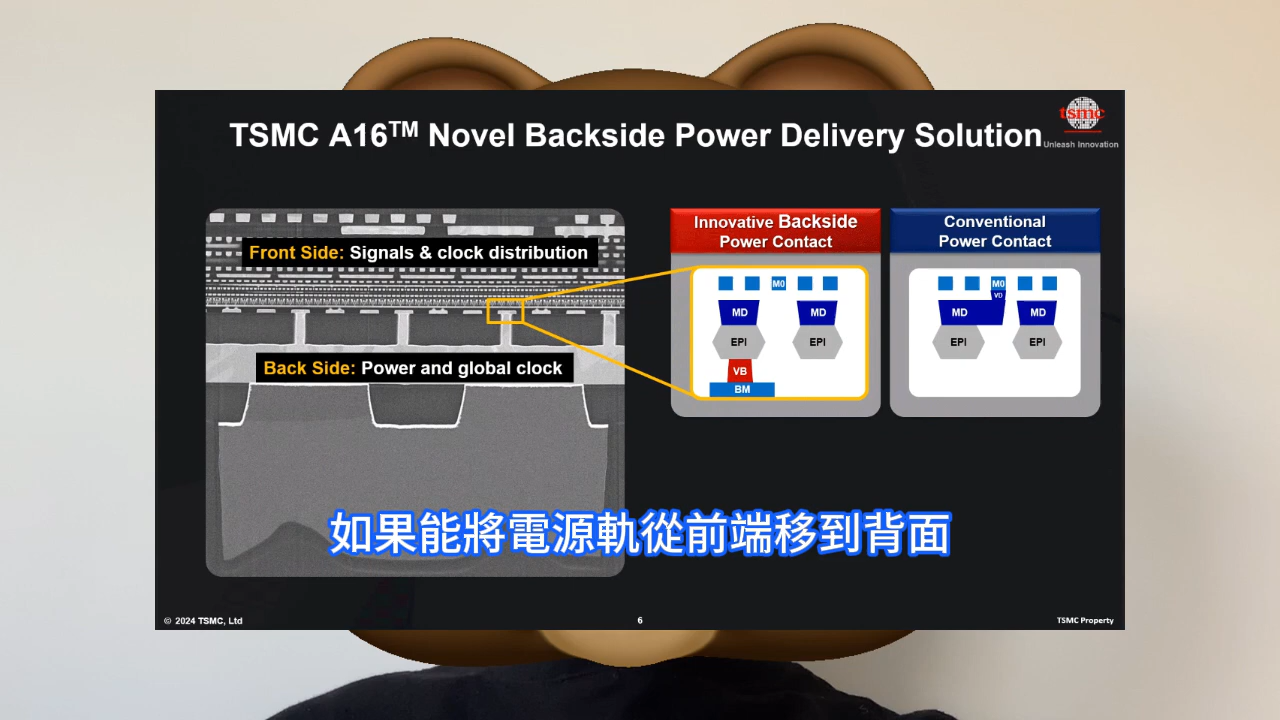 TSMC A16™ Novel Backside Power Delivery Solution
tsmc
Unleash Innovation
Front Side: Signals & clock distribution
Back Side: Power and global clock
Innovative Backside
Power Contact
M0
MD
MD
EPI
EPI
VB
BM
Conventional
Power Contact
M0
VD
MD
MD
EPI
EPI
如果能將電源軌從前端移到背面
© 2024 TSMC, Ltd
6
TSMC Property